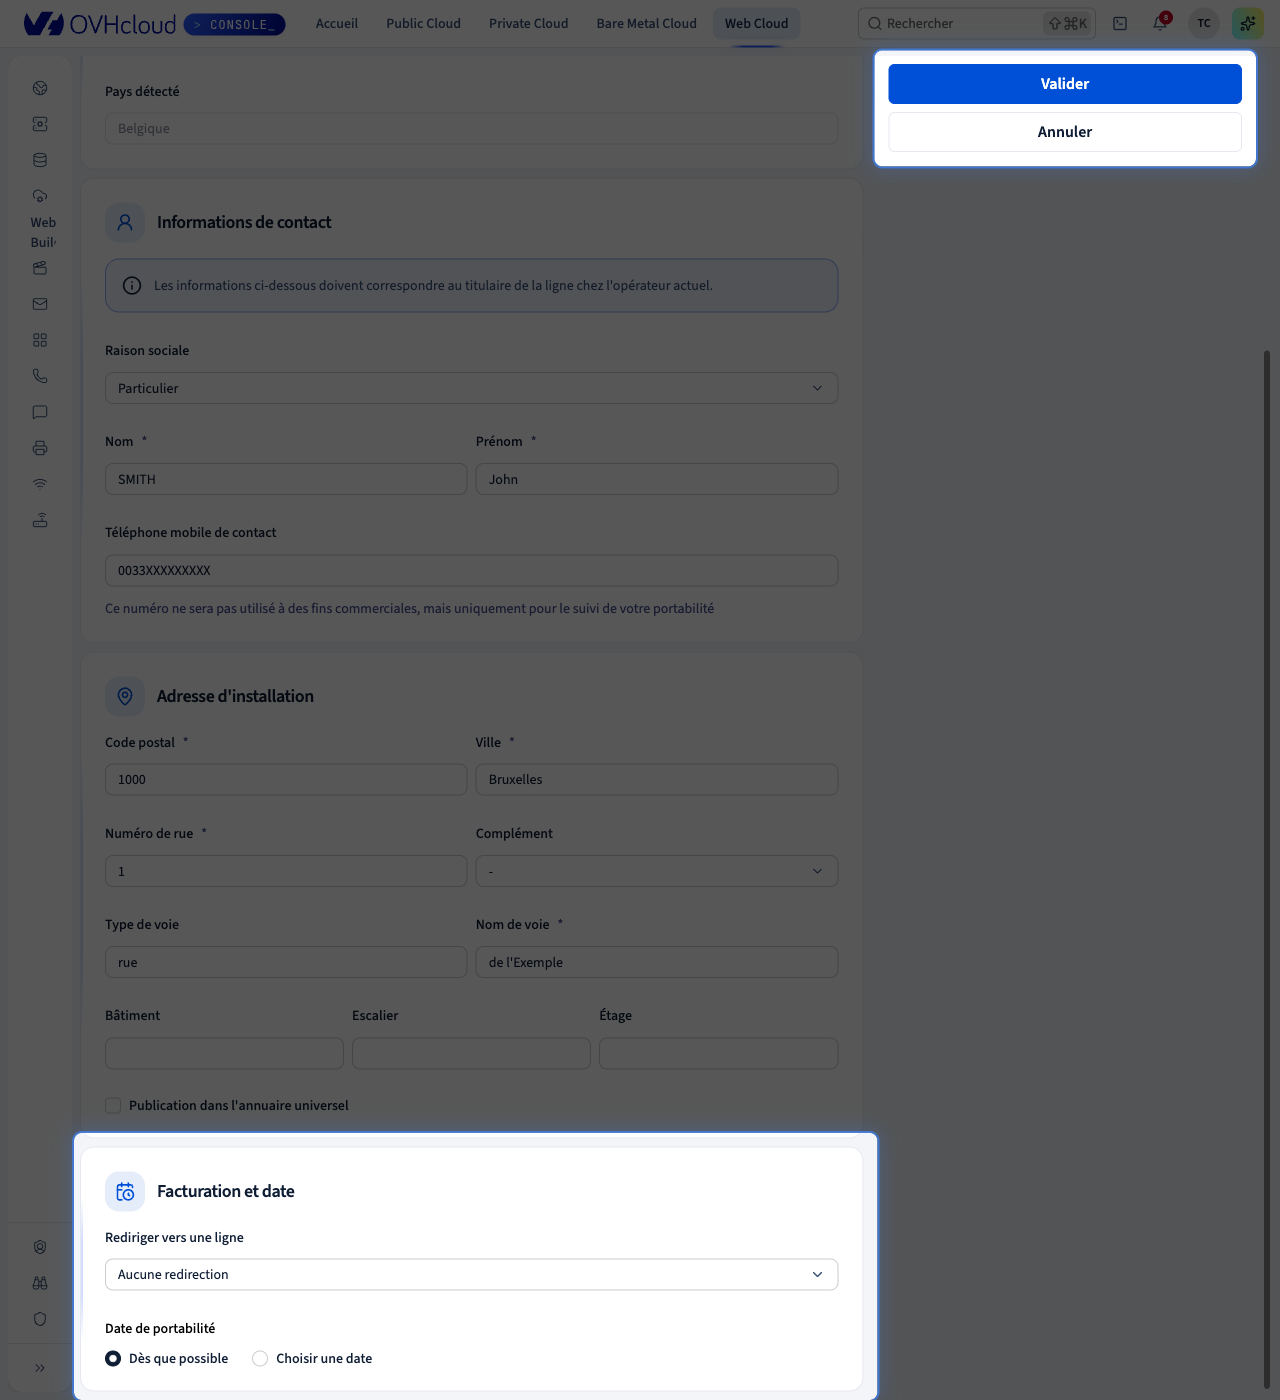 OVHcloud > CONSOLE_ Accueil Public Cloud Private Cloud Bare Metal Cloud Web Cloud Rechercher ⇧⌘K 8 TC
Valider
Annuler
Web
Buil
Pays détecté
Belgique
Informations de contact
Les informations ci-dessous doivent correspondre au titulaire de la ligne chez l'opérateur actuel.
Raison sociale
Particulier
Nom * Prénom *
SMITH John
Téléphone mobile de contact
0033XXXXXXXXX
Ce numéro ne sera pas utilisé à des fins commerciales, mais uniquement pour le suivi de votre portabilité
Adresse d'installation
Code postal * Ville *
1000 Bruxelles
Numéro de rue * Complément
1 -
Type de voie Nom de voie *
rue de l'Exemple
Bâtiment Escalier Étage
Publication dans l'annuaire universel
Facturation et date
Rediriger vers une ligne
Aucune redirection
Date de portabilité
Dès que possible Choisir une date